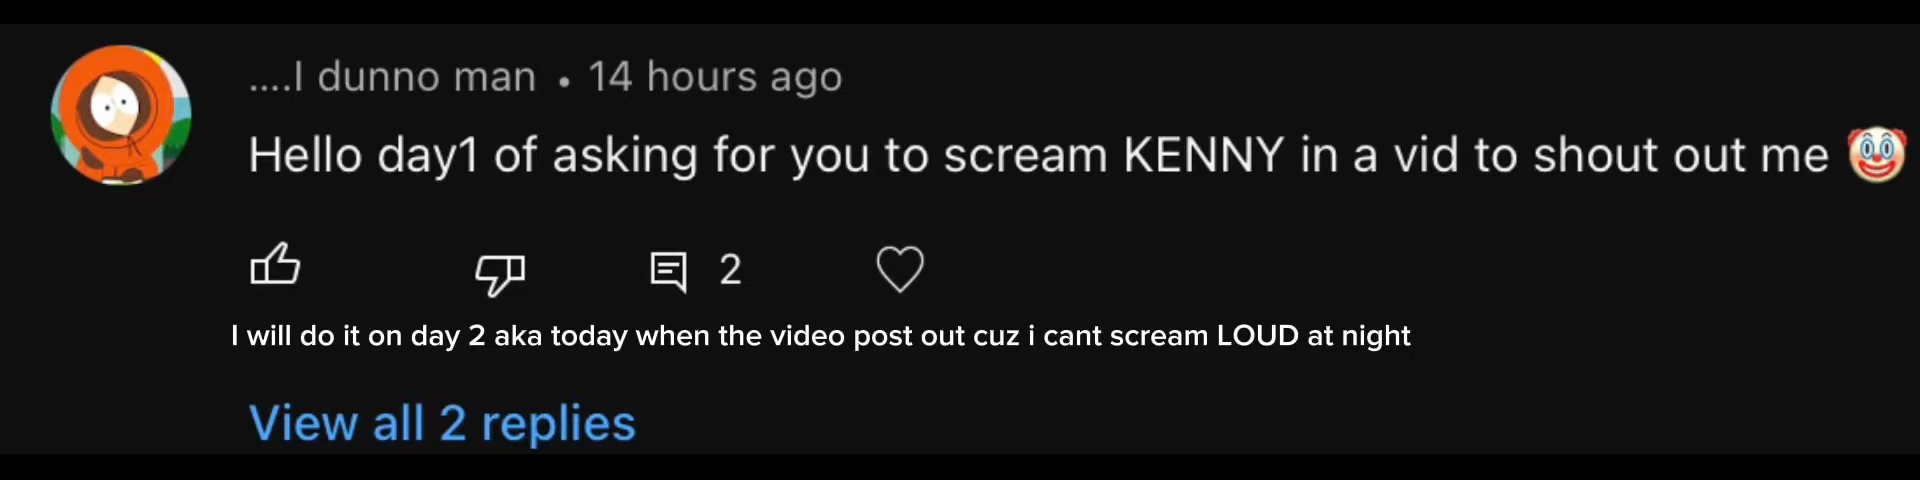 ....I dunno man • 14 hours ago
Hello day1 of asking for you to scream KENNY in a vid to shout out me 🤡
2
I will do it on day 2 aka today when the video post out cuz i cant scream LOUD at night
View all 2 replies